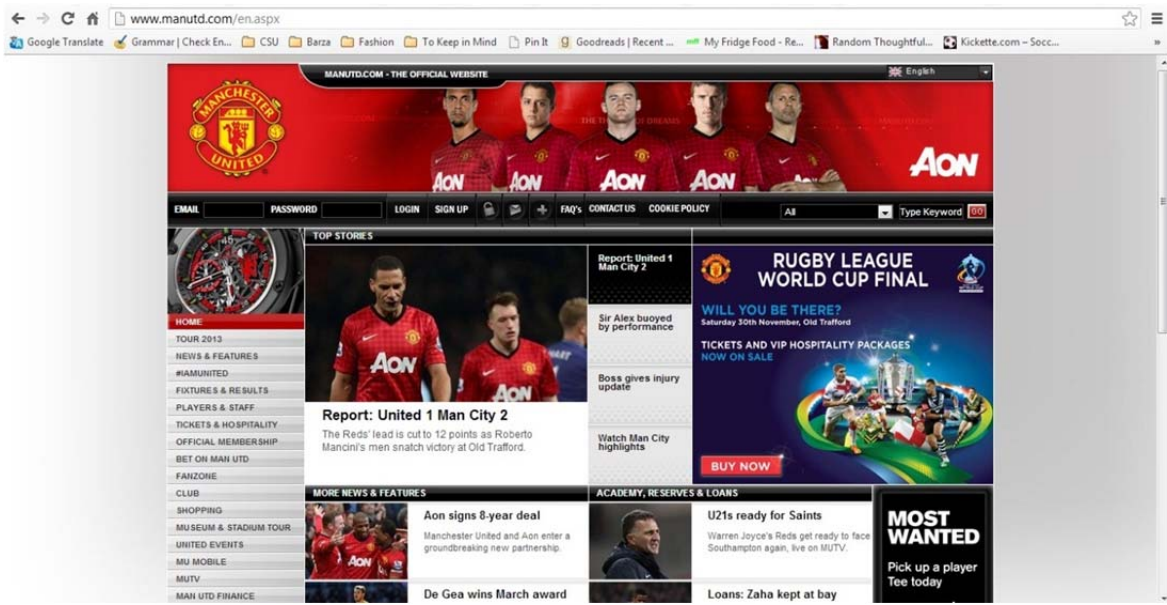 www.manutd.com/en.aspx
Google Translate
Grammar | Check En...
CSU
Barza
Fashion
To Keep in Mind
Pin It
Goodreads | Recent ...
My Fridge Food - Re...
Random Thoughtful...
Kickette.com – Socc...
»
MANUTD.COM - THE OFFICIAL WEBSITE
English
MANCHESTER
UNITED
AON
AON
AON
AON
AON
EMAIL
PASSWORD
LOGIN
SIGN UP
FAQ's
CONTACT US
COOKIE POLICY
All
Type Keyword
GO
HOME
TOUR 2013
NEWS & FEATURES
#IAMUNITED
FIXTURES & RESULTS
PLAYERS & STAFF
TICKETS & HOSPITALITY
OFFICIAL MEMBERSHIP
BET ON MAN UTD
FANZONE
CLUB
SHOPPING
MUSEUM & STADIUM TOUR
UNITED EVENTS
MU MOBILE
MUTV
MAN UTD FINANCE
TOP STORIES
AON
AON
Report: United 1 Man City 2
The Reds' lead is cut to 12 points as Roberto
Mancini's men snatch victory at Old Trafford.
Report: United 1
Man City 2
Sir Alex buoyed
by performance
Boss gives injury
update
Watch Man City
highlights
RUGBY LEAGUE
WORLD CUP FINAL
WILL YOU BE THERE?
Saturday 30th November, Old Trafford
TICKETS AND VIP HOSPITALITY PACKAGES
NOW ON SALE
BUY NOW
MORE NEWS & FEATURES
AON
Aon signs 8-year deal
Manchester United and Aon enter a
groundbreaking new partnership.
De Gea wins March award
ACADEMY, RESERVES & LOANS
U21s ready for Saints
Warren Joyce's Reds get ready to face
Southampton again, live on MUTV.
Loans: Zaha kept at bay
MOST
WANTED
Pick up a player
Tee today